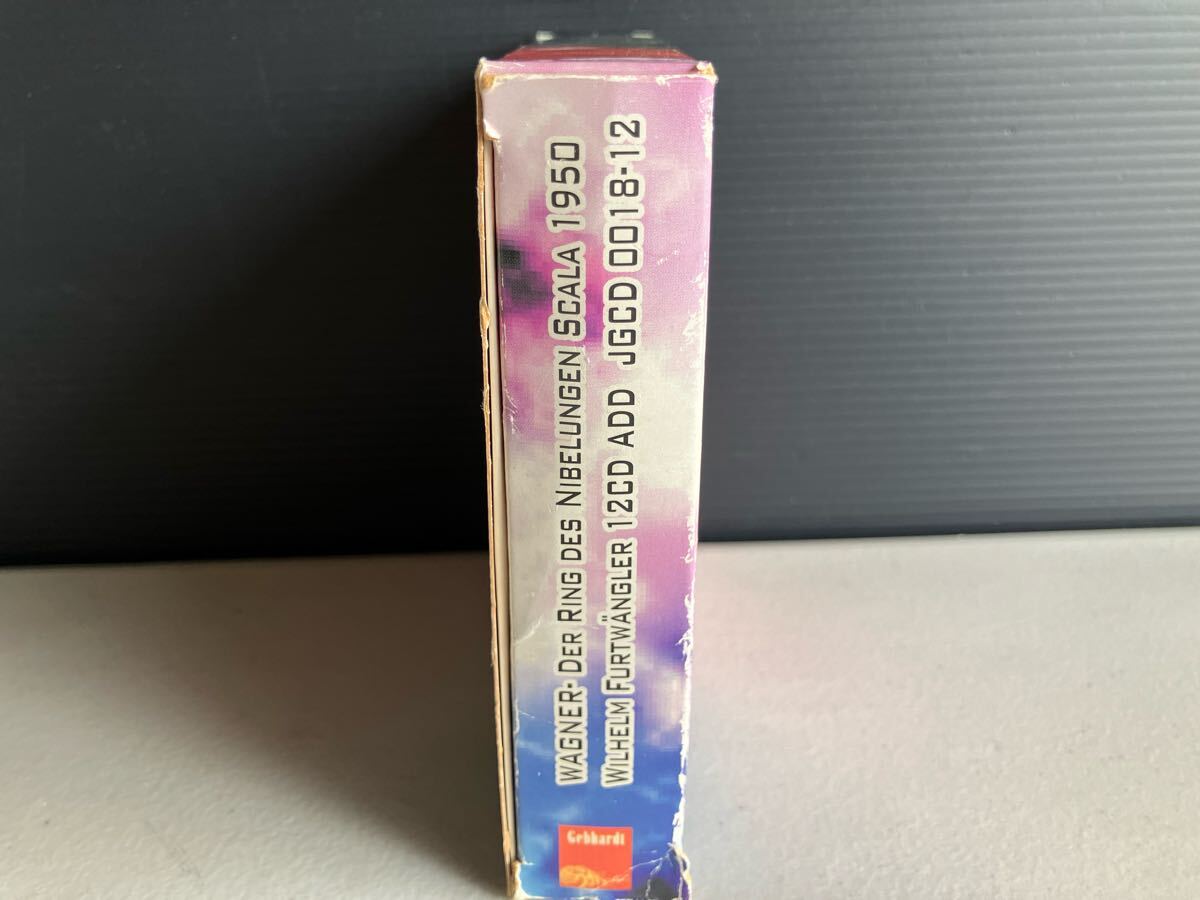 WAGNER· DER RING DES NIBELUNGEN SCALA 1950
WILHELM FURTWÄNGLER 12CD ADD JGCD 0018-12
Gebhardt